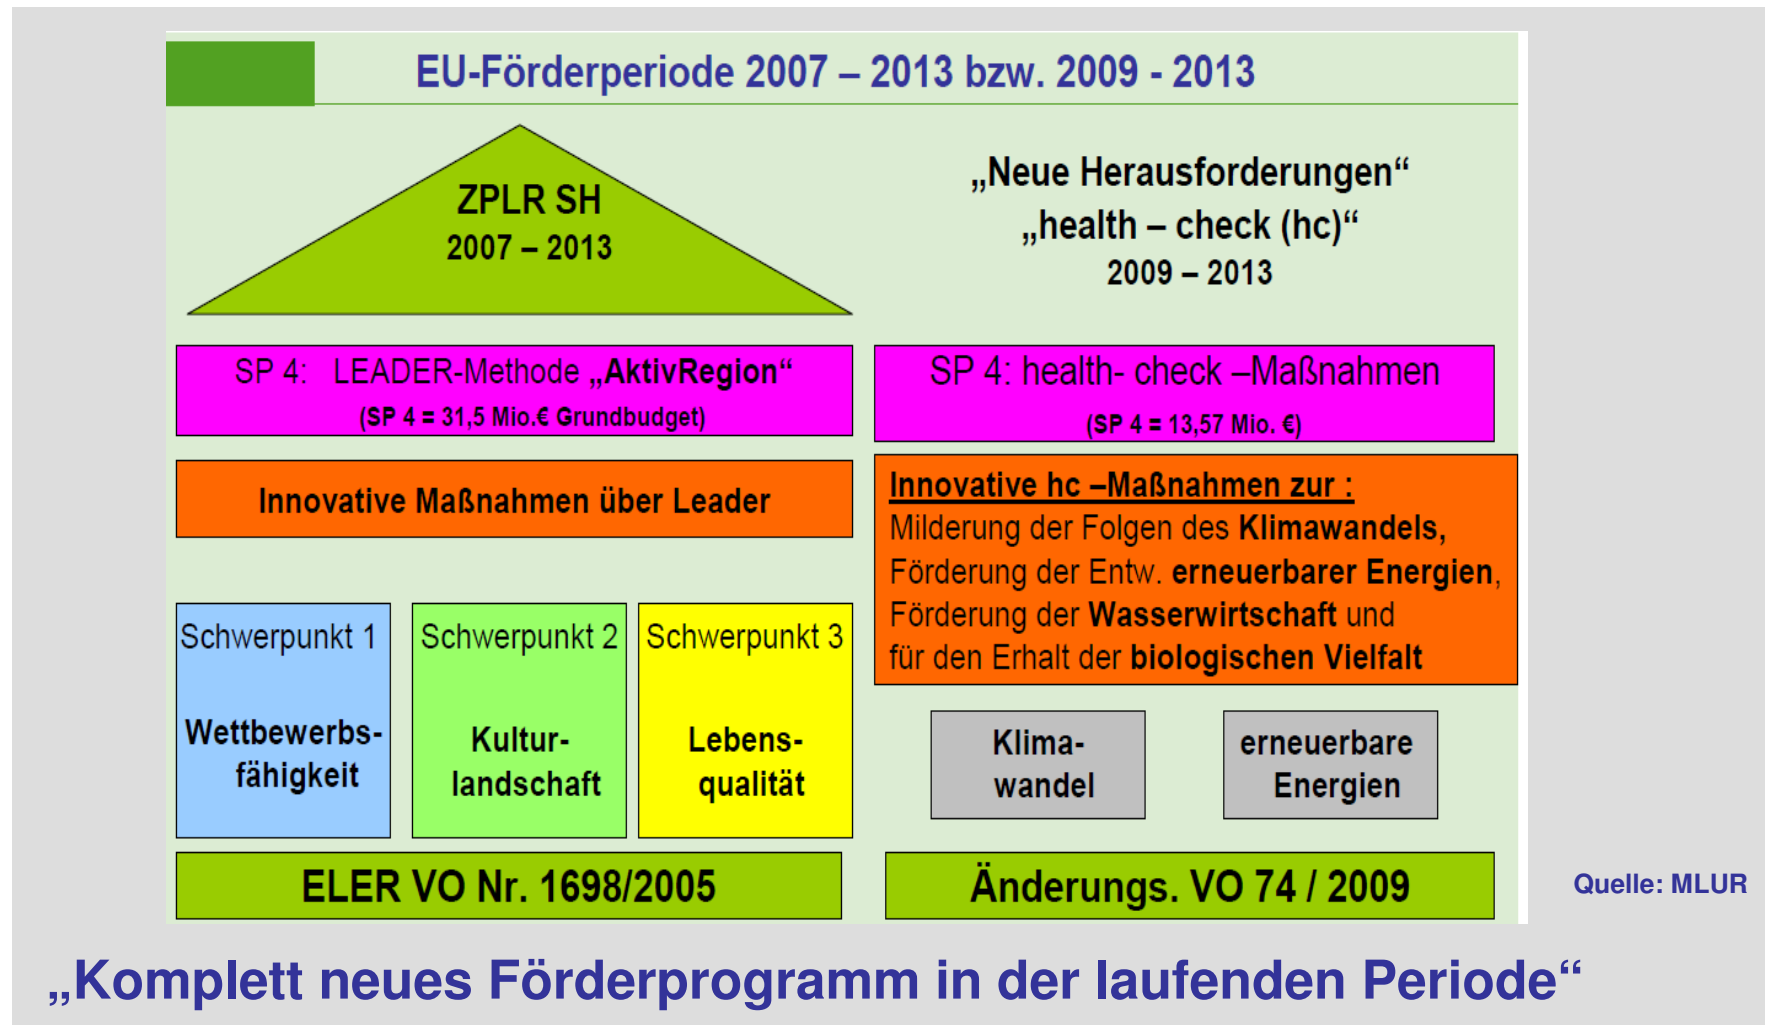 EU-Förderperiode 2007 – 2013 bzw. 2009 - 2013
ZPLR SH
2007 – 2013
„Neue Herausforderungen“
„health – check (hc)“
2009 – 2013
SP 4: LEADER-Methode „AktivRegion“
(SP 4 = 31,5 Mio.€ Grundbudget)
SP 4: health- check –Maßnahmen
(SP 4 = 13,57 Mio. €)
Innovative Maßnahmen über Leader
Innovative hc –Maßnahmen zur :
Milderung der Folgen des Klimawandels,
Förderung der Entw. erneuerbarer Energien,
Förderung der Wasserwirtschaft und
für den Erhalt der biologischen Vielfalt
Schwerpunkt 1
Wettbewerbs-
fähigkeit
Schwerpunkt 2
Kultur-
landschaft
Schwerpunkt 3
Lebens-
qualität
Klima-
wandel
erneuerbare
Energien
ELER VO Nr. 1698/2005
Änderungs. VO 74 / 2009
Quelle: MLUR
„Komplett neues Förderprogramm in der laufenden Periode“